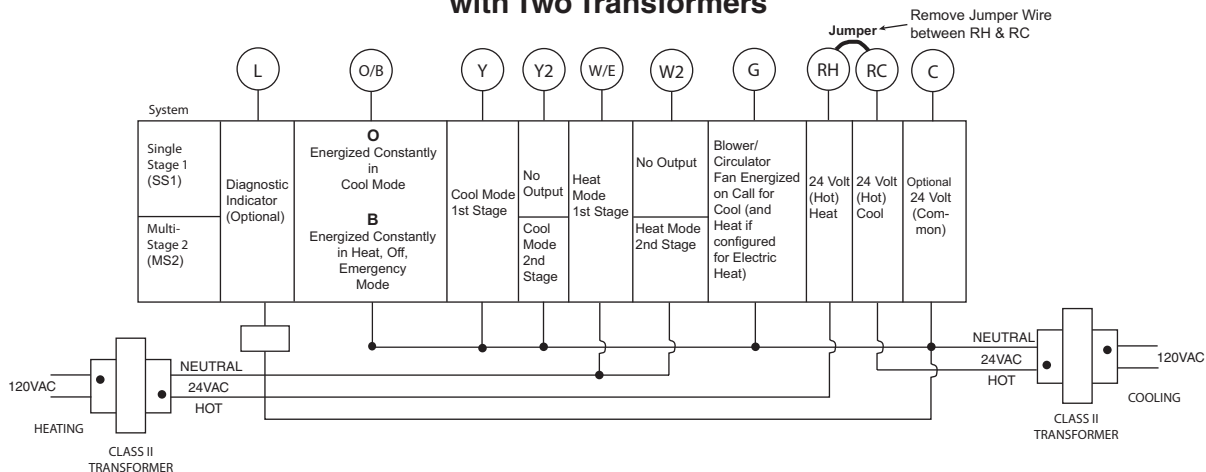 with Two Transformers
Remove Jumper Wire
between RH & RC
Jumper
L
O/B
Y
Y2
W/E
W2
G
RH
RC
C
System
Single
Stage 1
(SS1)
Multi-
Stage 2
(MS2)
Diagnostic
Indicator
(Optional)
O
Energized Constantly
in
Cool Mode
B
Energized Constantly
in Heat, Off,
Emergency
Mode
Cool Mode
1st Stage
No
Output
Cool
Mode
2nd
Stage
Heat
Mode
1st Stage
No Output
Heat Mode
2nd Stage
Blower/
Circulator
Fan Energized
on Call for
Cool (and
Heat if
configured
for Electric
Heat)
24 Volt
(Hot)
Heat
24 Volt
(Hot)
Cool
Optional
24 Volt
(Com-
mon)
120VAC
NEUTRAL
24VAC
HOT
HEATING
CLASS II
TRANSFORMER
NEUTRAL
24VAC
HOT
120VAC
COOLING
CLASS II
TRANSFORMER